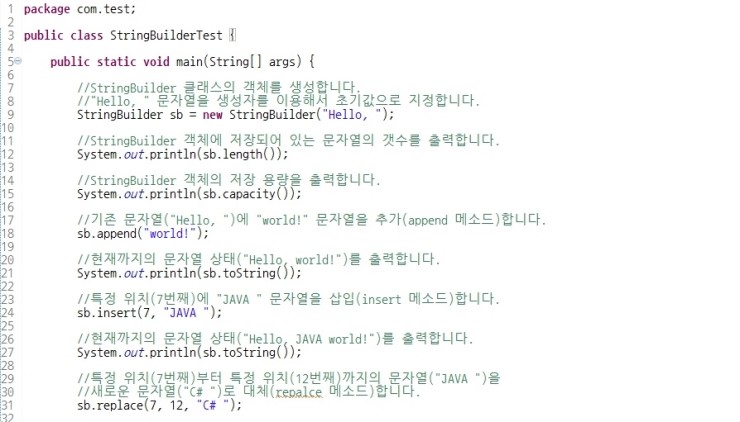 1 package com.test;
2
3 public class StringBuilderTest {
4
5 public static void main(String[] args) {
6
7 //StringBuilder 클래스의 객체를 생성합니다.
8 //"Hello, " 문자열을 생성자를 이용해서 초기값으로 지정합니다.
9 StringBuilder sb = new StringBuilder("Hello, ");
10
11 //StringBuilder 객체에 저장되어 있는 문자열의 갯수를 출력합니다.
12 System.out.println(sb.length());
13
14 //StringBuilder 객체의 저장 용량을 출력합니다.
15 System.out.println(sb.capacity());
16
17 //기존 문자열("Hello, ")에 "world!" 문자열을 추가(append 메소드)합니다.
18 sb.append("world!");
19
20 //현재까지의 문자열 상태("Hello, world!")를 출력합니다.
21 System.out.println(sb.toString());
22
23 //특정 위치(7번째)에 "JAVA " 문자열을 삽입(insert 메소드)합니다.
24 sb.insert(7, "JAVA ");
25
26 //현재까지의 문자열 상태("Hello, JAVA world!")를 출력합니다.
27 System.out.println(sb.toString());
28
29 //특정 위치(7번째)부터 특정 위치(12번째)까지의 문자열("JAVA ")을
30 //새로운 문자열("C# ")로 대체(repalce 메소드)합니다.
31 sb.replace(7, 12, "C# ");
32